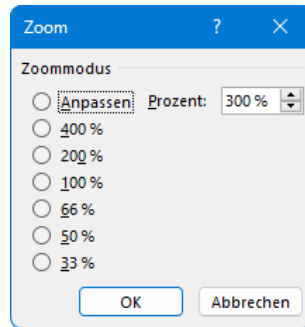 Zoom ?
Zoommodus
Anpassen Prozent: 300 %
400 %
200 %
100 %
66 %
50 %
33 %
OK Abbrechen